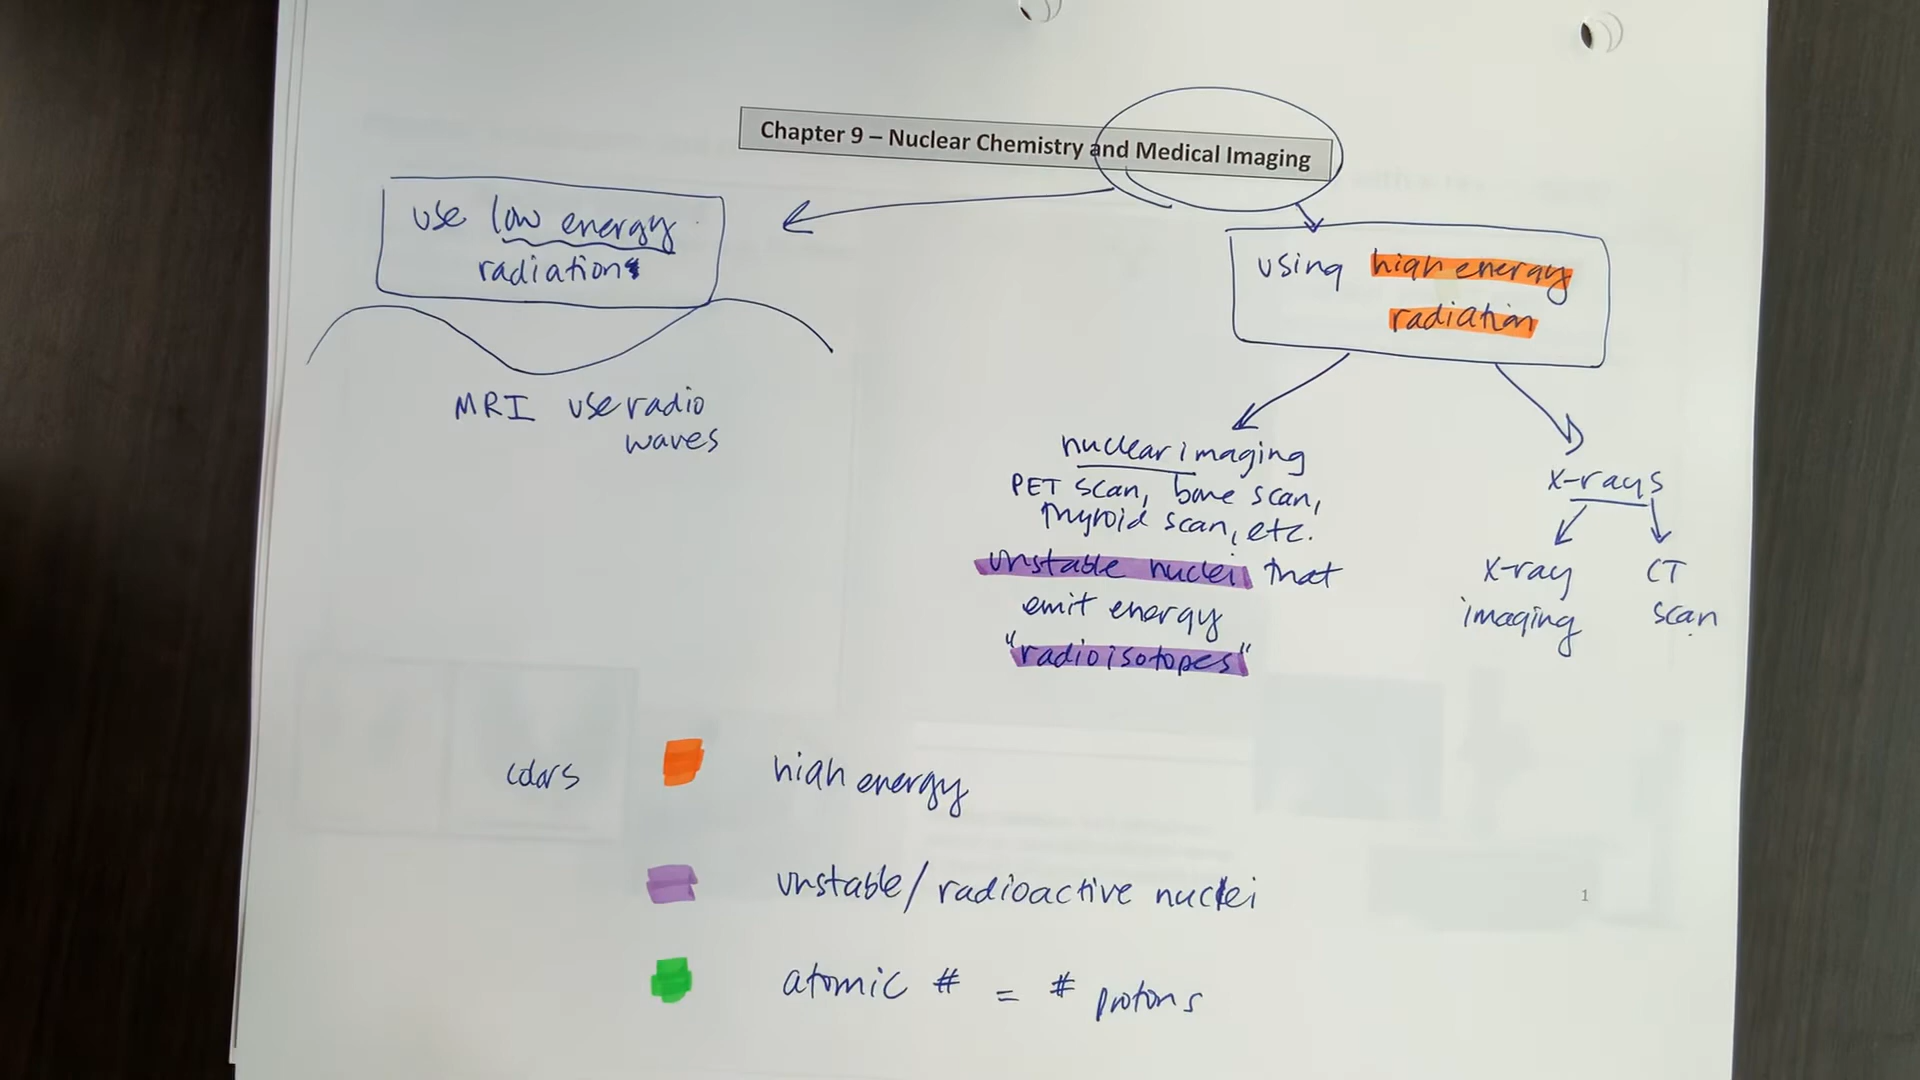 Chapter 9 – Nuclear Chemistry and Medical Imaging
use low energy
radiation
MRI use radio
waves
using high energy
radiation
nuclear imaging
PET scan, bone scan,
thyroid scan, etc.
unstable nuclei that
emit energy
"radioisotopes"
x-rays
x-ray
imaging
CT
scan
colors
high energy
unstable/radioactive nuclei
atomic # = # protons
1